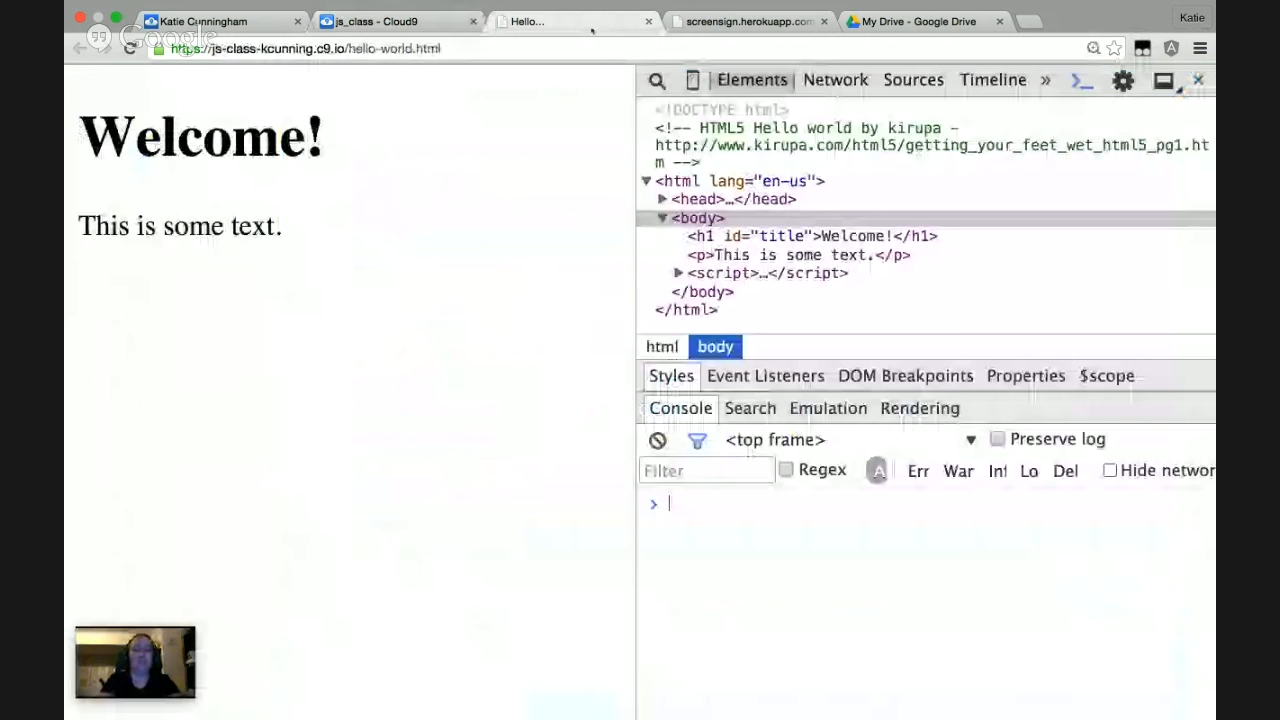 Katie Cunningham
js_class - Cloud9
Hello...
screensign.herokuapp.com
My Drive - Google Drive
Katie
Google
https://js-class-kcunning.c9.io/hello-world.html
Welcome!
This is some text.
Elements Network Sources Timeline »
<!DOCTYPE html>
<!-- HTML5 Hello world by kirupa -
http://www.kirupa.com/html5/getting_your_feet_wet_html5_pg1.ht
m -->
<html lang="en-us">
<head>…</head>
<body>
<h1 id="title">Welcome!</h1>
<p>This is some text.</p>
<script>…</script>
</body>
</html>
html body
Styles Event Listeners DOM Breakpoints Properties $scope
Console Search Emulation Rendering
<top frame> Preserve log
Filter Regex A Err War Inf Lo Del Hide networ
>